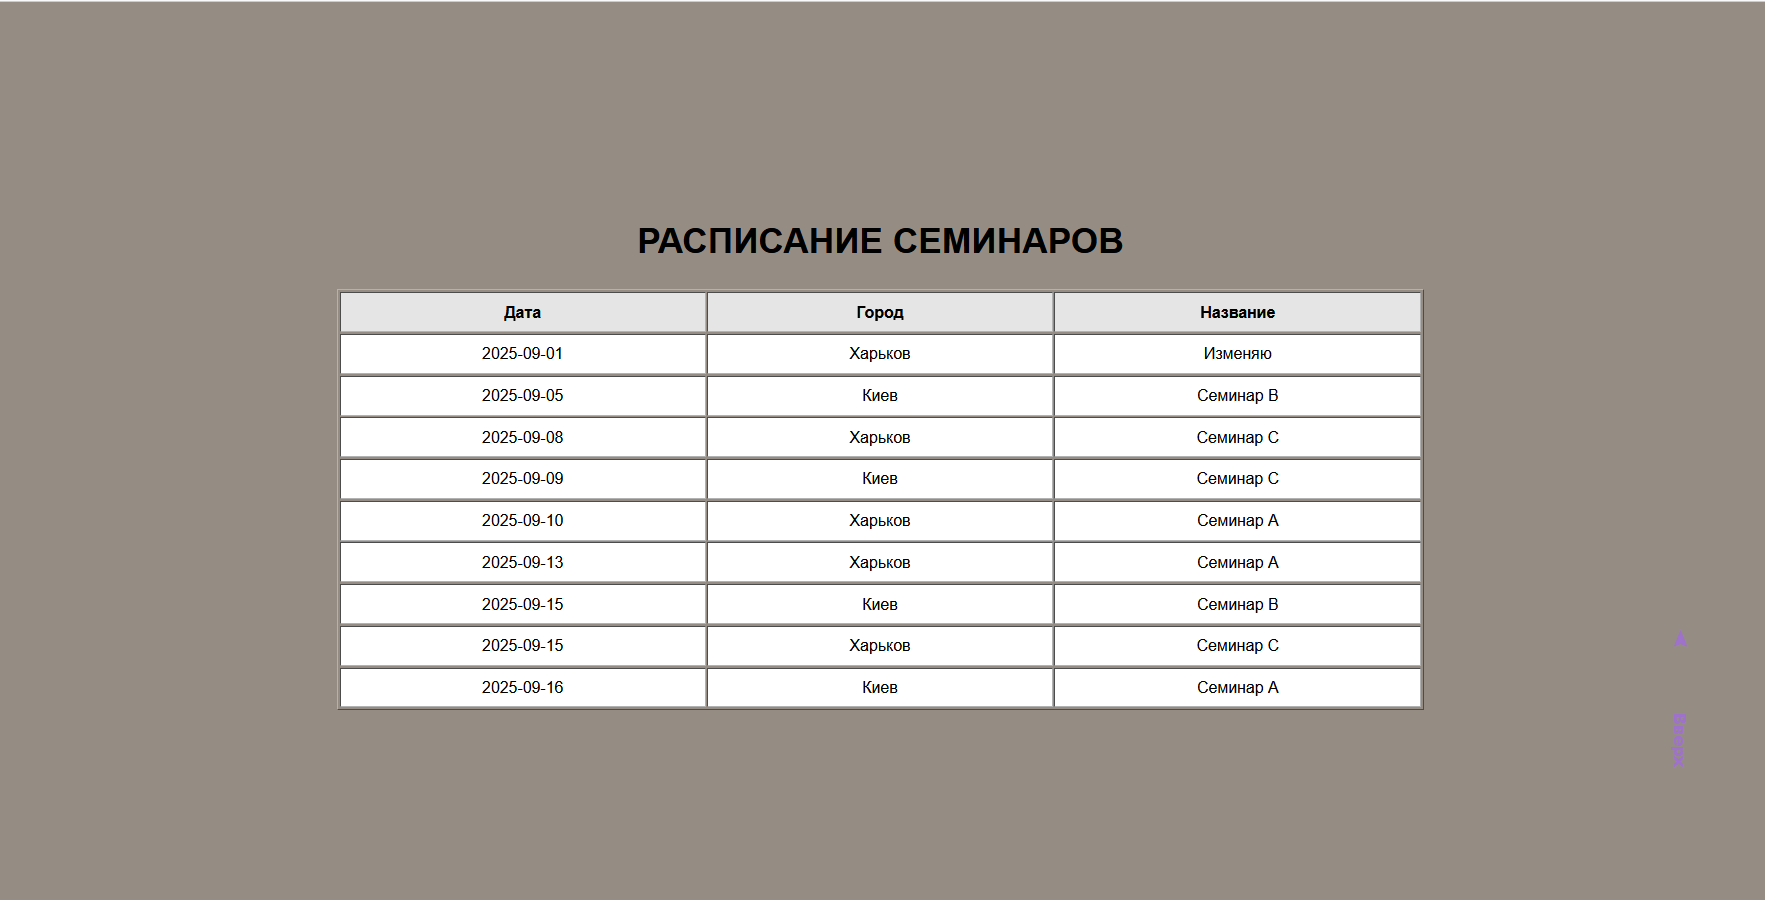 РАСПИСАНИЕ СЕМИНАРОВ
Дата Город Название
2025-09-01 Харьков Изменяю
2025-09-05 Киев Семинар B
2025-09-08 Харьков Семинар C
2025-09-09 Киев Семинар C
2025-09-10 Харьков Семинар A
2025-09-13 Харьков Семинар A
2025-09-15 Киев Семинар B
2025-09-15 Харьков Семинар C
2025-09-16 Киев Семинар A
▲ Вверх